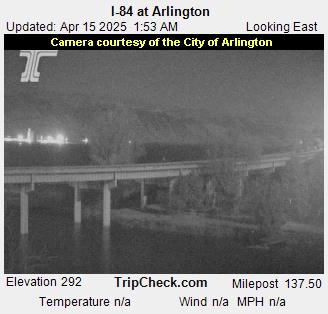 I-84 at Arlington
Updated: Apr 15 2025 1:53 AM Looking East
Camera courtesy of the City of Arlington
Elevation 292 TripCheck.com Milepost 137.50
Temperature n/a Wind n/a MPH n/a